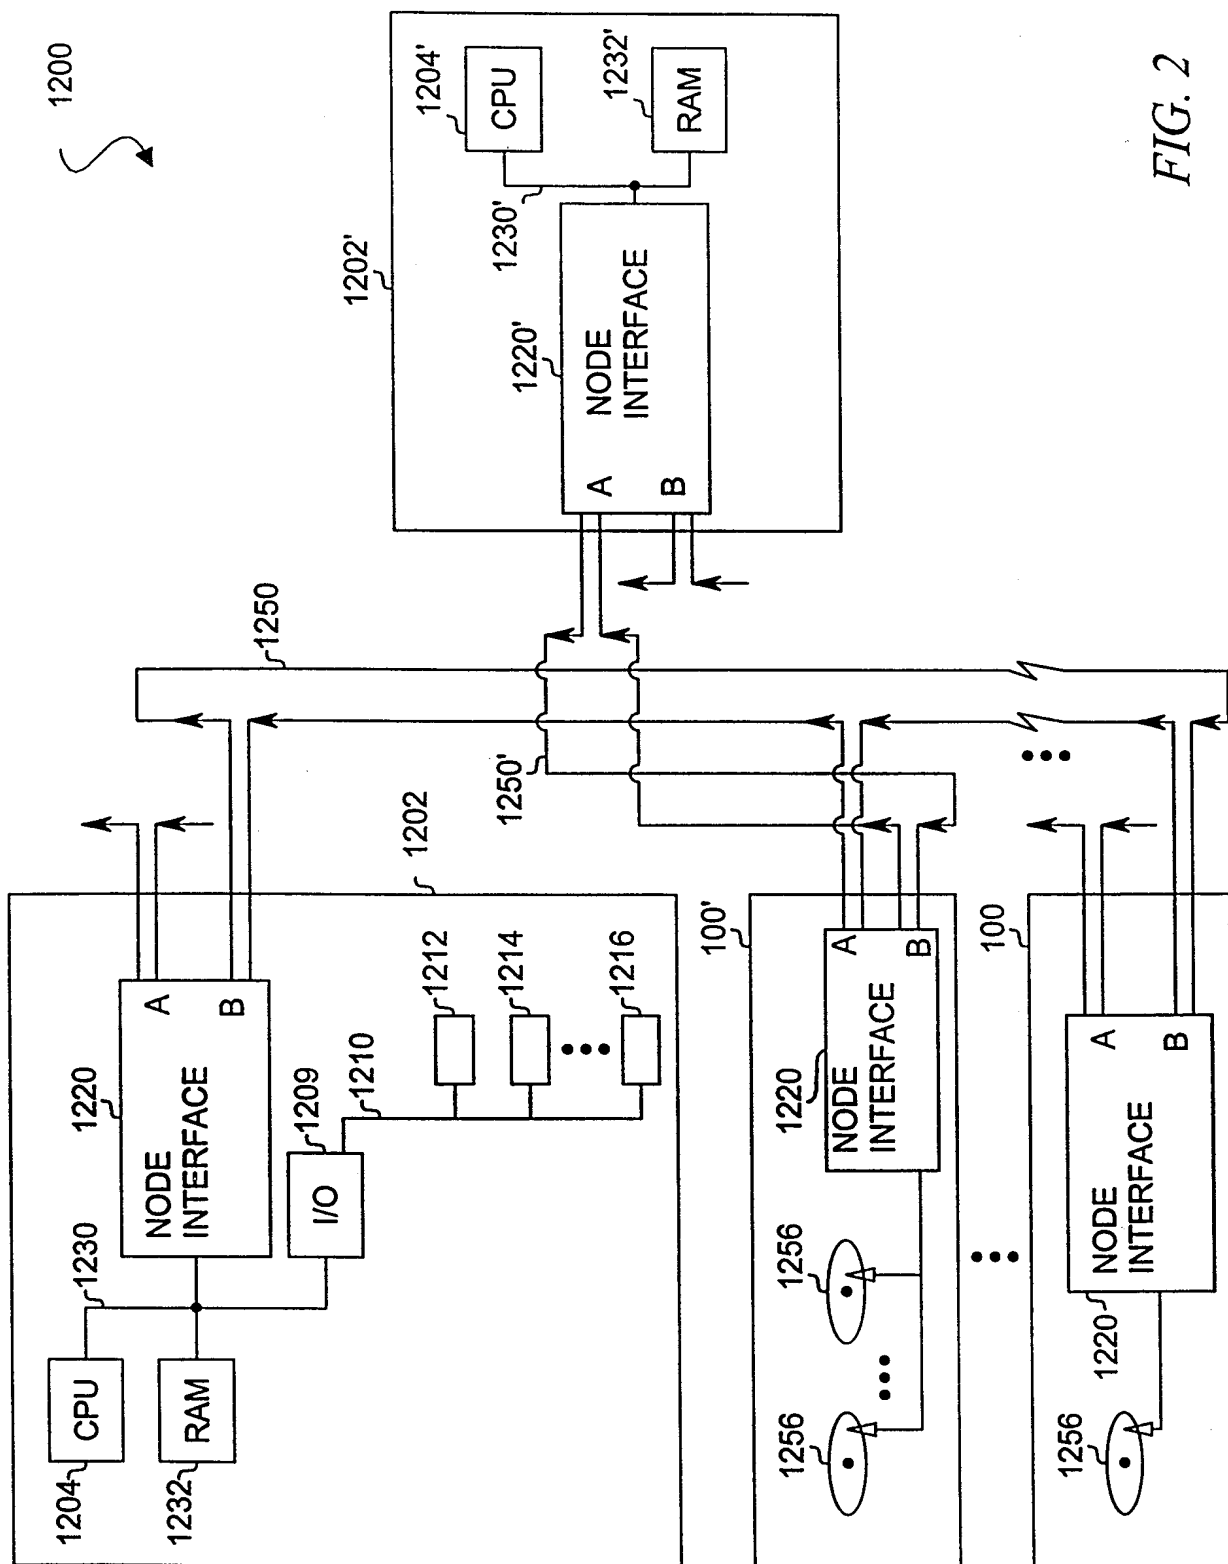 1200
1202'
1204'
CPU
1232'
RAM
1230'
1220'
NODE
INTERFACE
A
B
1250
1250'
1202
1220
NODE
INTERFACE
A
B
1230
CPU
1204
RAM
1232
I/O
1209
1210
1212
1214
1216
100'
1220
NODE
INTERFACE
A
B
1256
1256
100
1220
NODE
INTERFACE
A
B
1256
FIG. 2